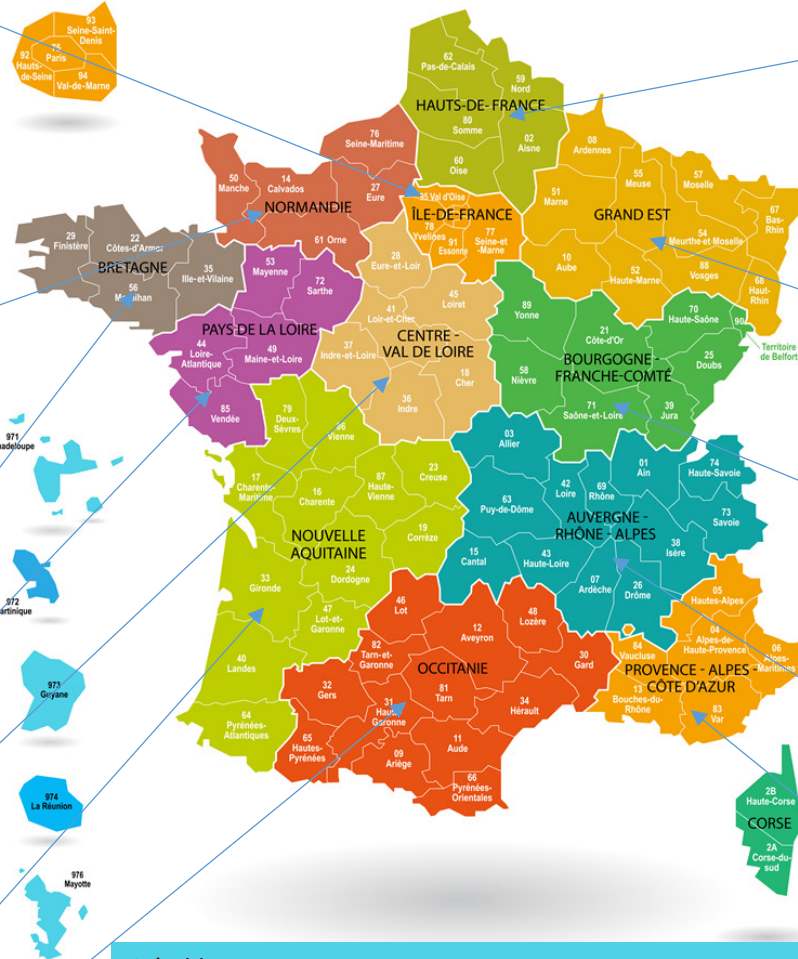 93
Seine-Saint-
Denis
75
Paris
92
Hauts-
de-Seine
94
Val-de-Marne
62
Pas-de-Calais
59
Nord
HAUTS-DE-FRANCE
80
Somme
02
Aisne
60
Oise
76
Seine-Maritime
50
Manche
14
Calvados
27
Eure
NORMANDIE
61 Orne
35 Val d'Oise
ÎLE-DE-FRANCE
78
Yvelines
91
Essonne
77
Seine-et
-Marne
08
Ardennes
51
Marne
55
Meuse
57
Moselle
GRAND EST
54
Meurthe-et-Moselle
67
Bas-
Rhin
10
Aube
52
Haute-Marne
88
Vosges
68
Haut-
Rhin
29
Finistère
22
Côtes-d'Armor
BRETAGNE
56
Morbihan
35
Ille-et-Vilaine
53
Mayenne
72
Sarthe
PAYS DE LA LOIRE
44
Loire-
Atlantique
49
Maine-et-Loire
85
Vendée
28
Eure-et-Loir
45
Loiret
41
Loir-et-Cher
CENTRE -
VAL DE LOIRE
37
Indre-et-Loire
18
Cher
36
Indre
89
Yonne
21
Côte-d'Or
70
Haute-Saône
90
Territoire
de Belfort
BOURGOGNE -
FRANCHE-COMTÉ
58
Nièvre
25
Doubs
71
Saône-et-Loire
39
Jura
79
Deux-
Sèvres
86
Vienne
17
Charente-
Maritime
16
Charente
87
Haute-
Vienne
23
Creuse
19
Corrèze
NOUVELLE
AQUITAINE
24
Dordogne
33
Gironde
47
Lot-et-
Garonne
40
Landes
64
Pyrénées-
Atlantiques
03
Allier
63
Puy-de-Dôme
42
Loire
69
Rhône
01
Ain
74
Haute-Savoie
73
Savoie
AUVERGNE -
RHÔNE - ALPES
38
Isère
15
Cantal
43
Haute-Loire
07
Ardèche
26
Drôme
46
Lot
12
Aveyron
48
Lozère
82
Tarn-et-
Garonne
30
Gard
OCCITANIE
32
Gers
31
Haute
Garonne
81
Tarn
34
Hérault
65
Hautes-
Pyrénées
09
Ariège
11
Aude
66
Pyrénées-
Orientales
05
Hautes-Alpes
04
Alpes-de-
Haute-Provence
06
Alpes-
Maritimes
84
Vaucluse
PROVENCE - ALPES -
CÔTE D'AZUR
13
Bouches-du-
Rhône
83
Var
2B
Haute-Corse
CORSE
2A
Corse-du-
sud
971
adeloupe
972
artinique
973
Guyane
974
La Réunion
976
Mayotte